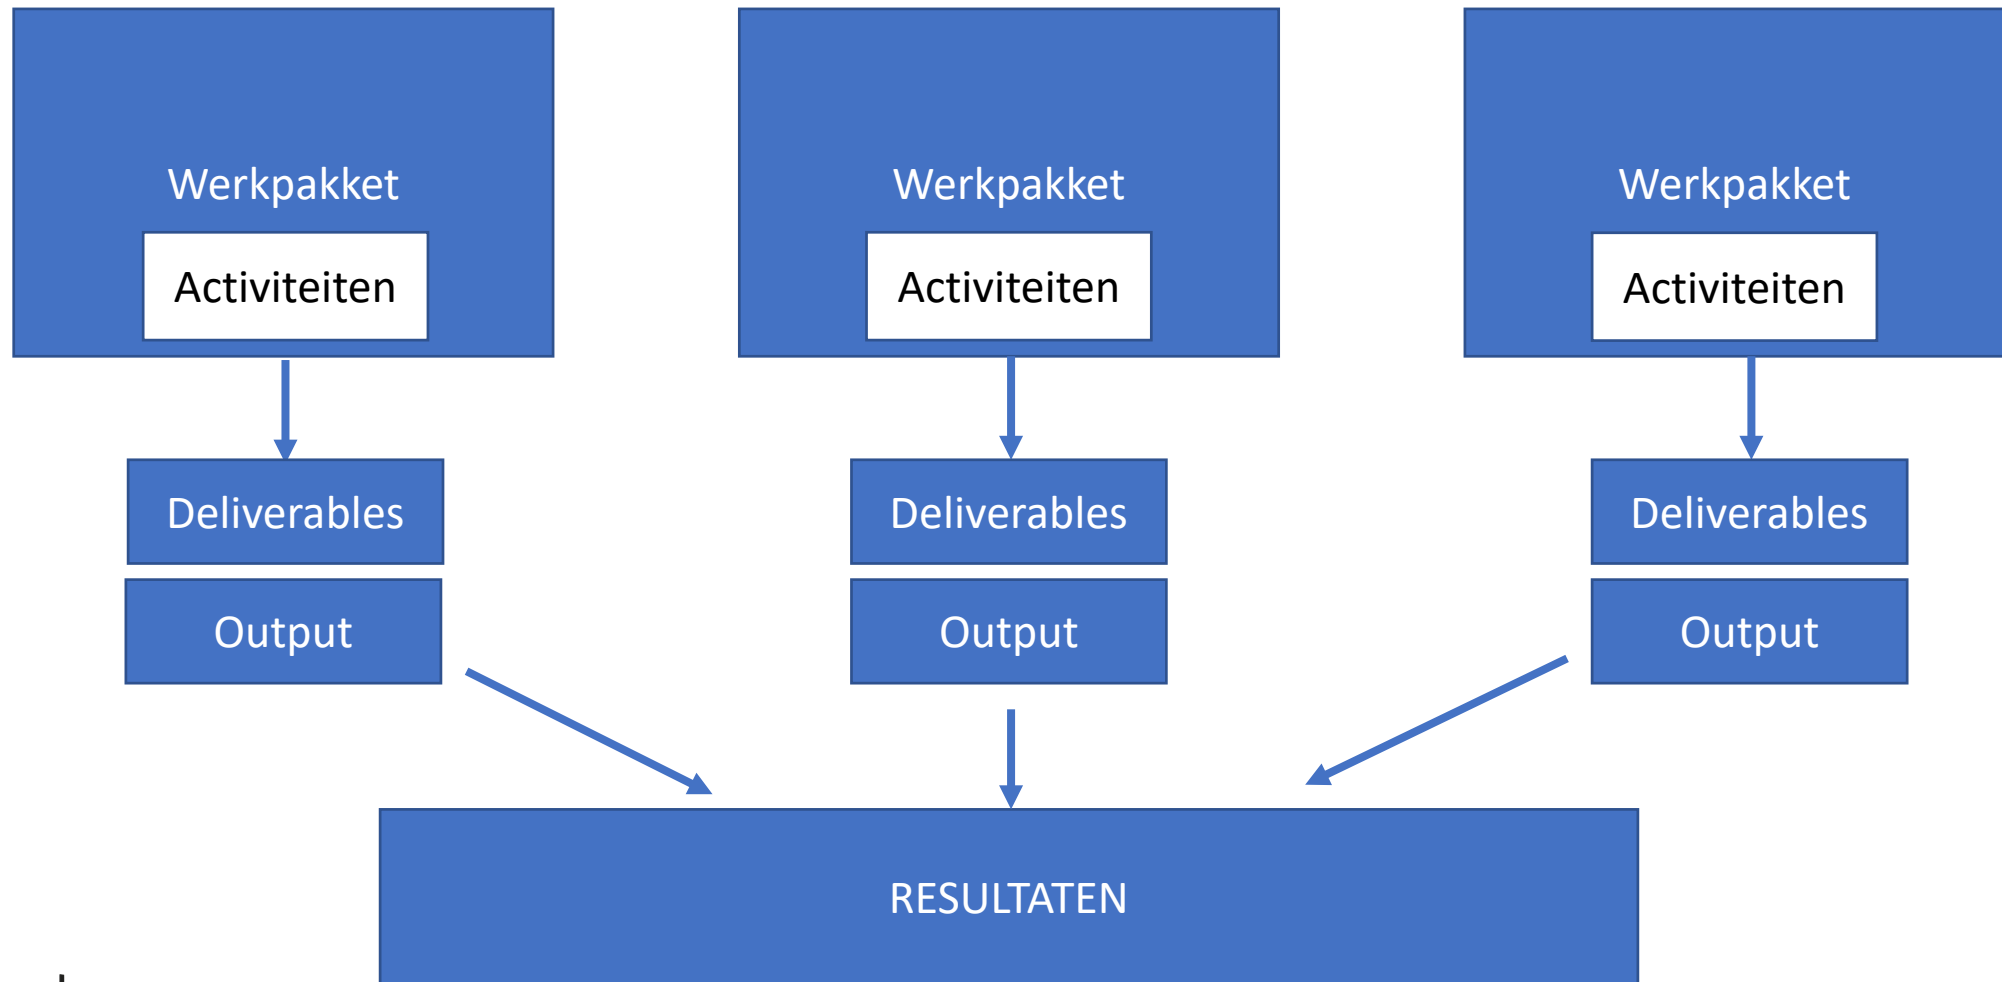 Werkpakket
Activiteiten
Werkpakket
Activiteiten
Werkpakket
Activiteiten
Deliverables
Output
Deliverables
Output
Deliverables
Output
RESULTATEN